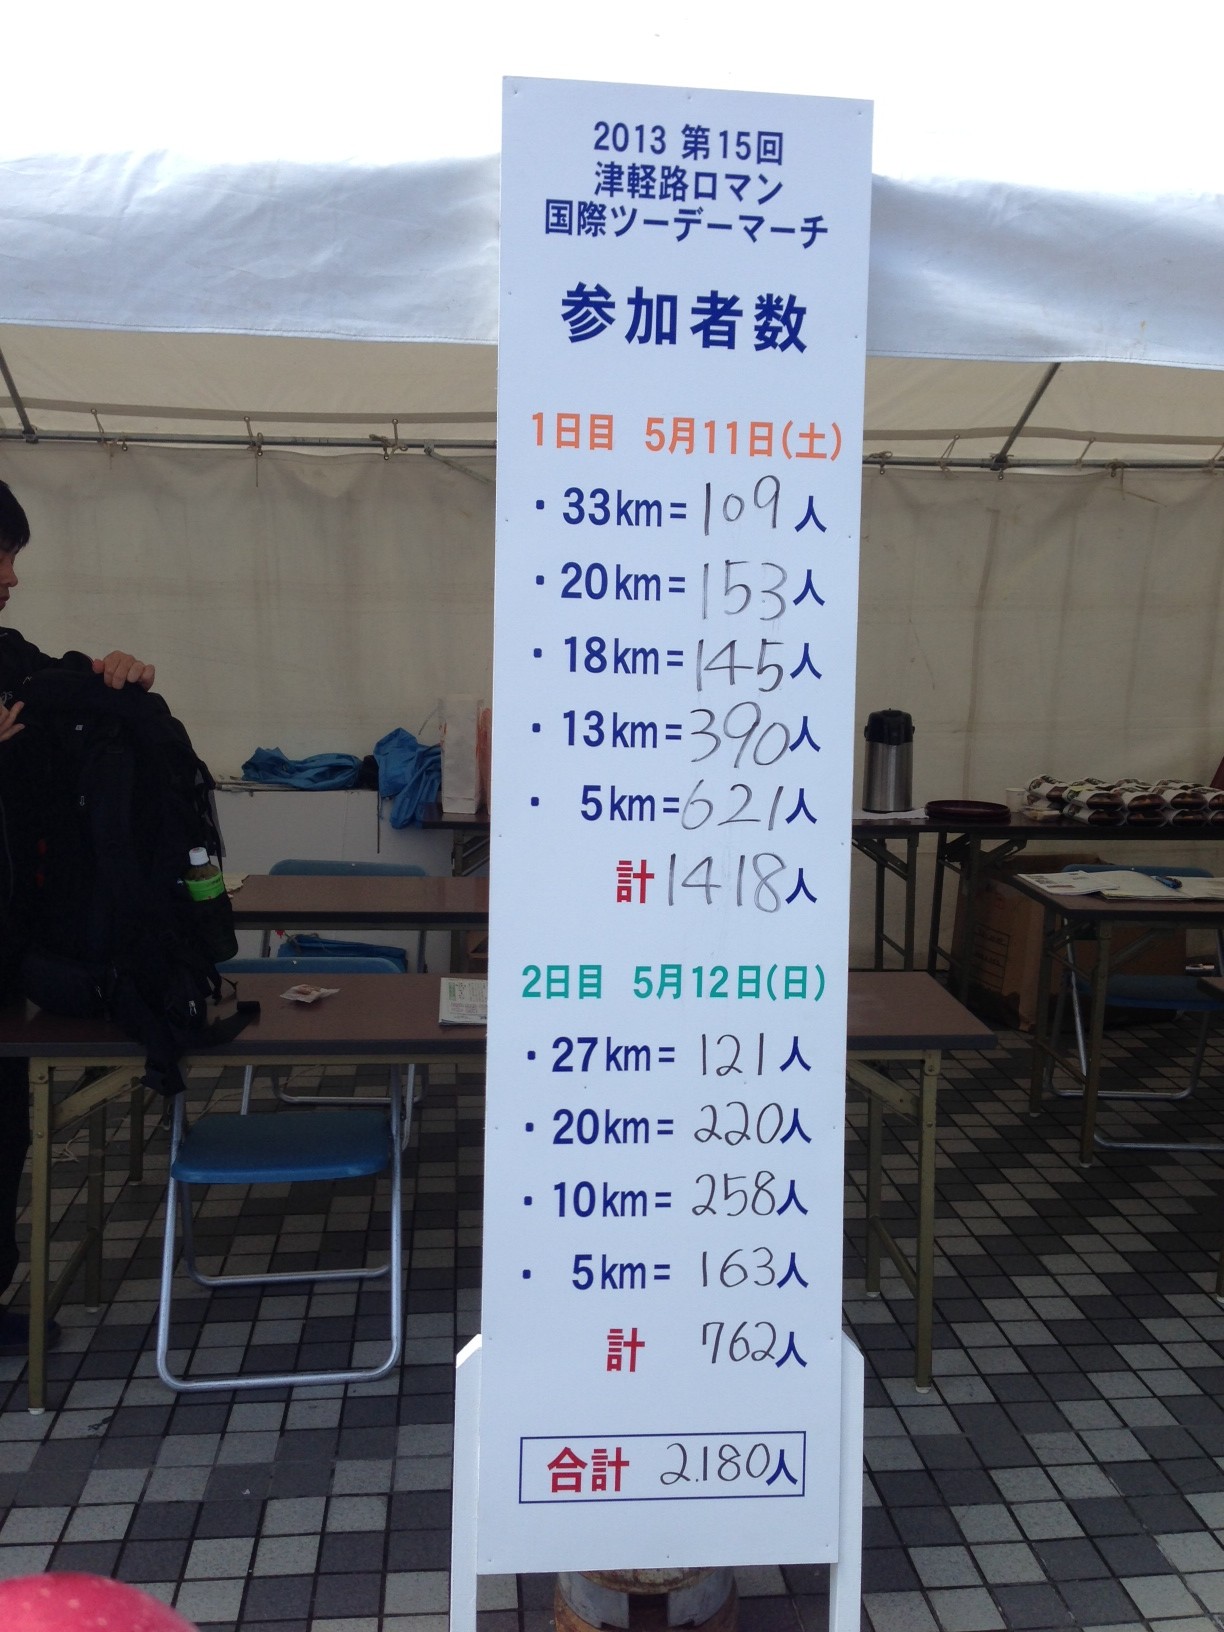 2013 第15回
津軽路ロマン
国際ツーデーマーチ
参加者数
1日目 5月11日(土)
・33km=109人
・20km=153人
・18km=145人
・13km=390人
・5km=621人
計1418人
2日目 5月12日(日)
・27km=121人
・20km=220人
・10km=258人
・5km=163人
計 762人
合計 2.180人